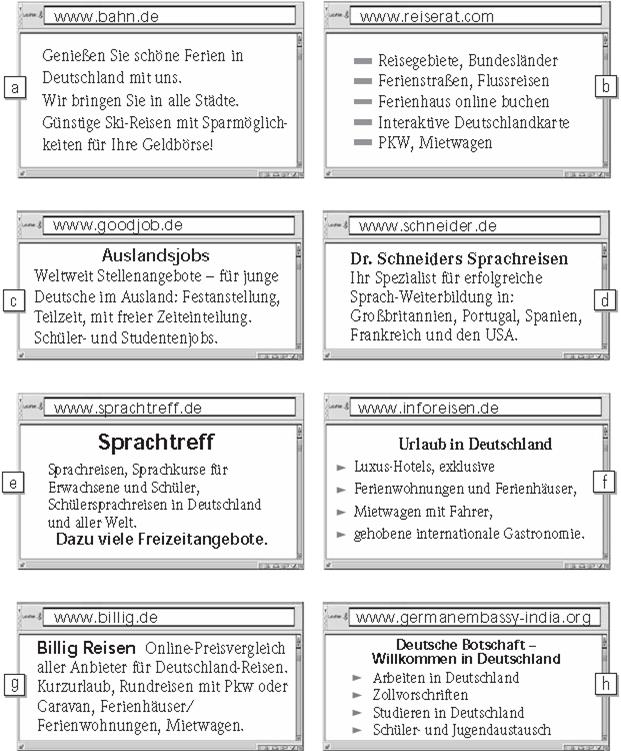 www.bahn.de
a
Genießen Sie schöne Ferien in
Deutschland mit uns.
Wir bringen Sie in alle Städte.
Günstige Ski-Reisen mit Sparmöglich-
keiten für Ihre Geldbörse!
www.reiserat.com
b
Reisegebiete, Bundesländer
Ferienstraßen, Flussreisen
Ferienhaus online buchen
Interaktive Deutschlandkarte
PKW, Mietwagen
www.goodjob.de
c
Auslandsjobs
Weltweit Stellenangebote – für junge
Deutsche im Ausland: Festanstellung,
Teilzeit, mit freier Zeiteinteilung.
Schüler- und Studentenjobs.
www.schneider.de
d
Dr. Schneiders Sprachreisen
Ihr Spezialist für erfolgreiche
Sprach-Weiterbildung in:
Großbritannien, Portugal, Spanien,
Frankreich und den USA.
www.sprachtreff.de
e
Sprachtreff
Sprachreisen, Sprachkurse für
Erwachsene und Schüler,
Schülersprachreisen in Deutschland
und aller Welt.
Dazu viele Freizeitangebote.
www.inforeisen.de
f
Urlaub in Deutschland
Luxus-Hotels, exklusive
Ferienwohnungen und Ferienhäuser,
Mietwagen mit Fahrer,
gehobene internationale Gastronomie.
www.billig.de
g
Billig Reisen Online-Preisvergleich
aller Anbieter für Deutschland-Reisen.
Kurzurlaub, Rundreisen mit Pkw oder
Caravan, Ferienhäuser/
Ferienwohnungen, Mietwagen.
www.germanembassy-india.org
h
Deutsche Botschaft –
Willkommen in Deutschland
Arbeiten in Deutschland
Zollvorschriften
Studieren in Deutschland
Schüler- und Jugendaustausch